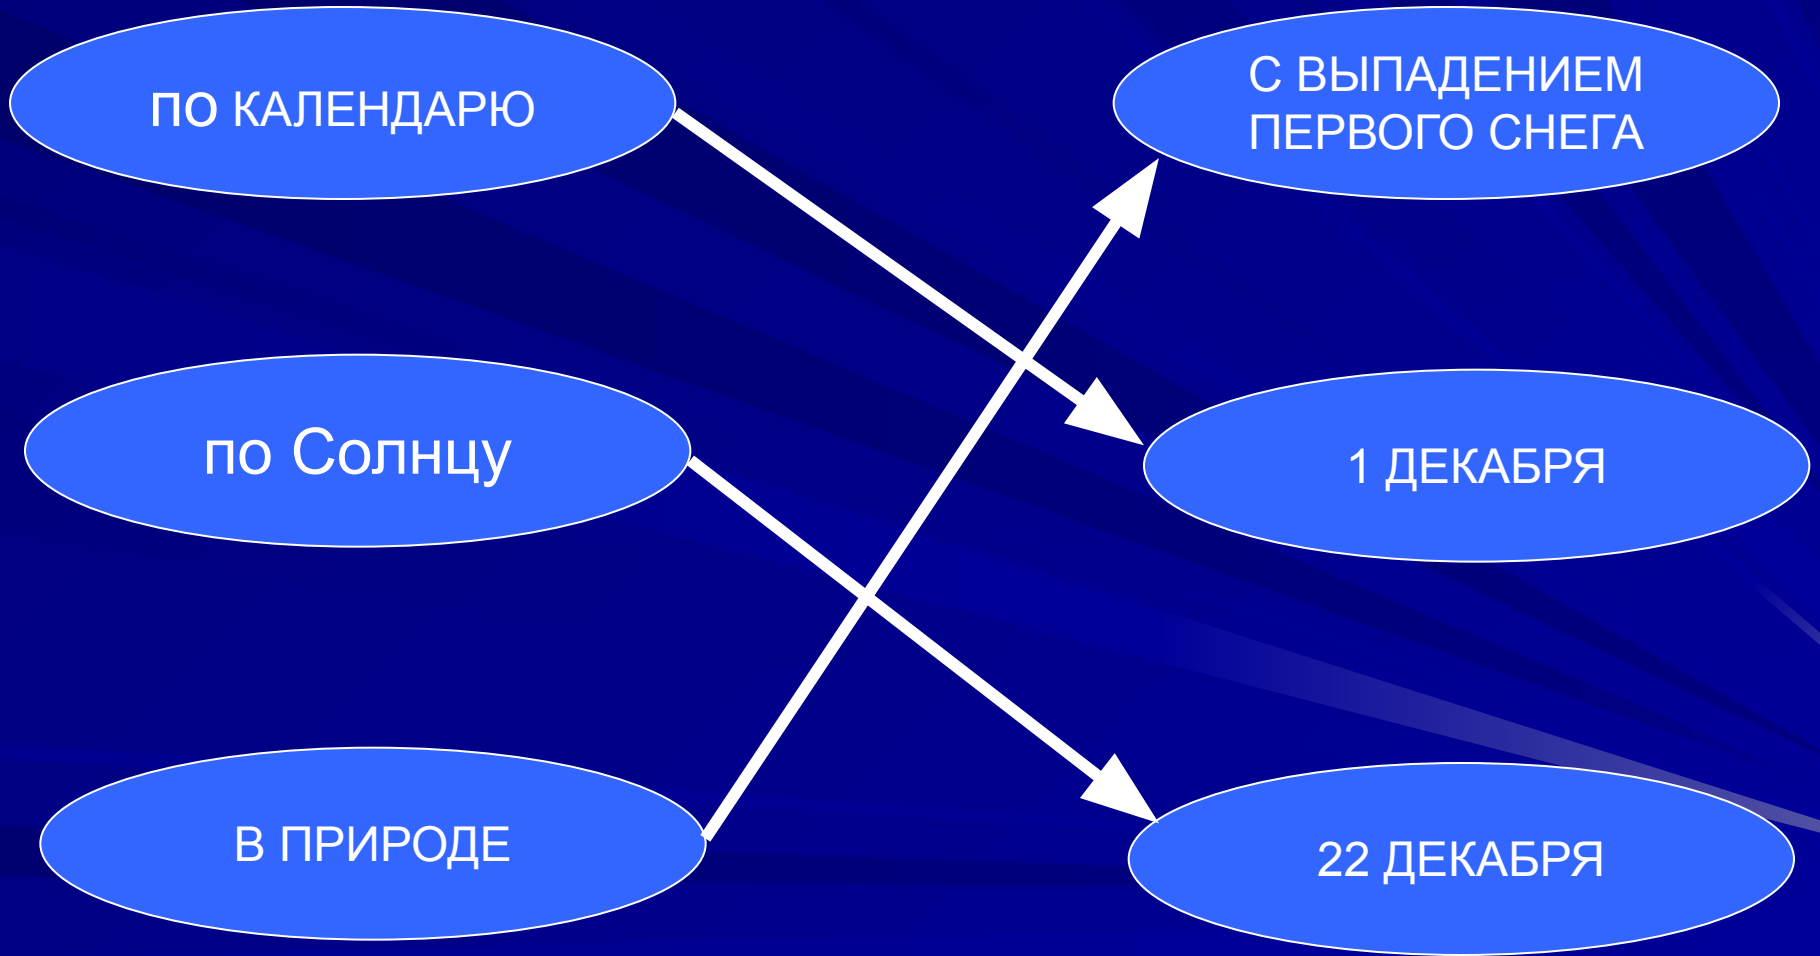 ПО КАЛЕНДАРЮ
С ВЫПАДЕНИЕМ
ПЕРВОГО СНЕГА
по Солнцу
1 ДЕКАБРЯ
В ПРИРОДЕ
22 ДЕКАБРЯ